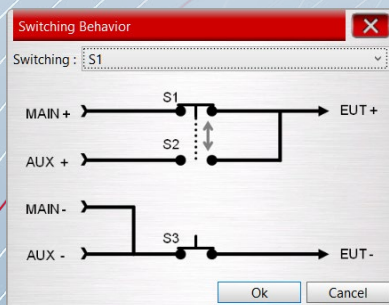 Switching Behavior
Switching : S1
S1
MAIN + EUT +
S2
AUX +
MAIN-
S3
AUX - EUT-
Ok Cancel